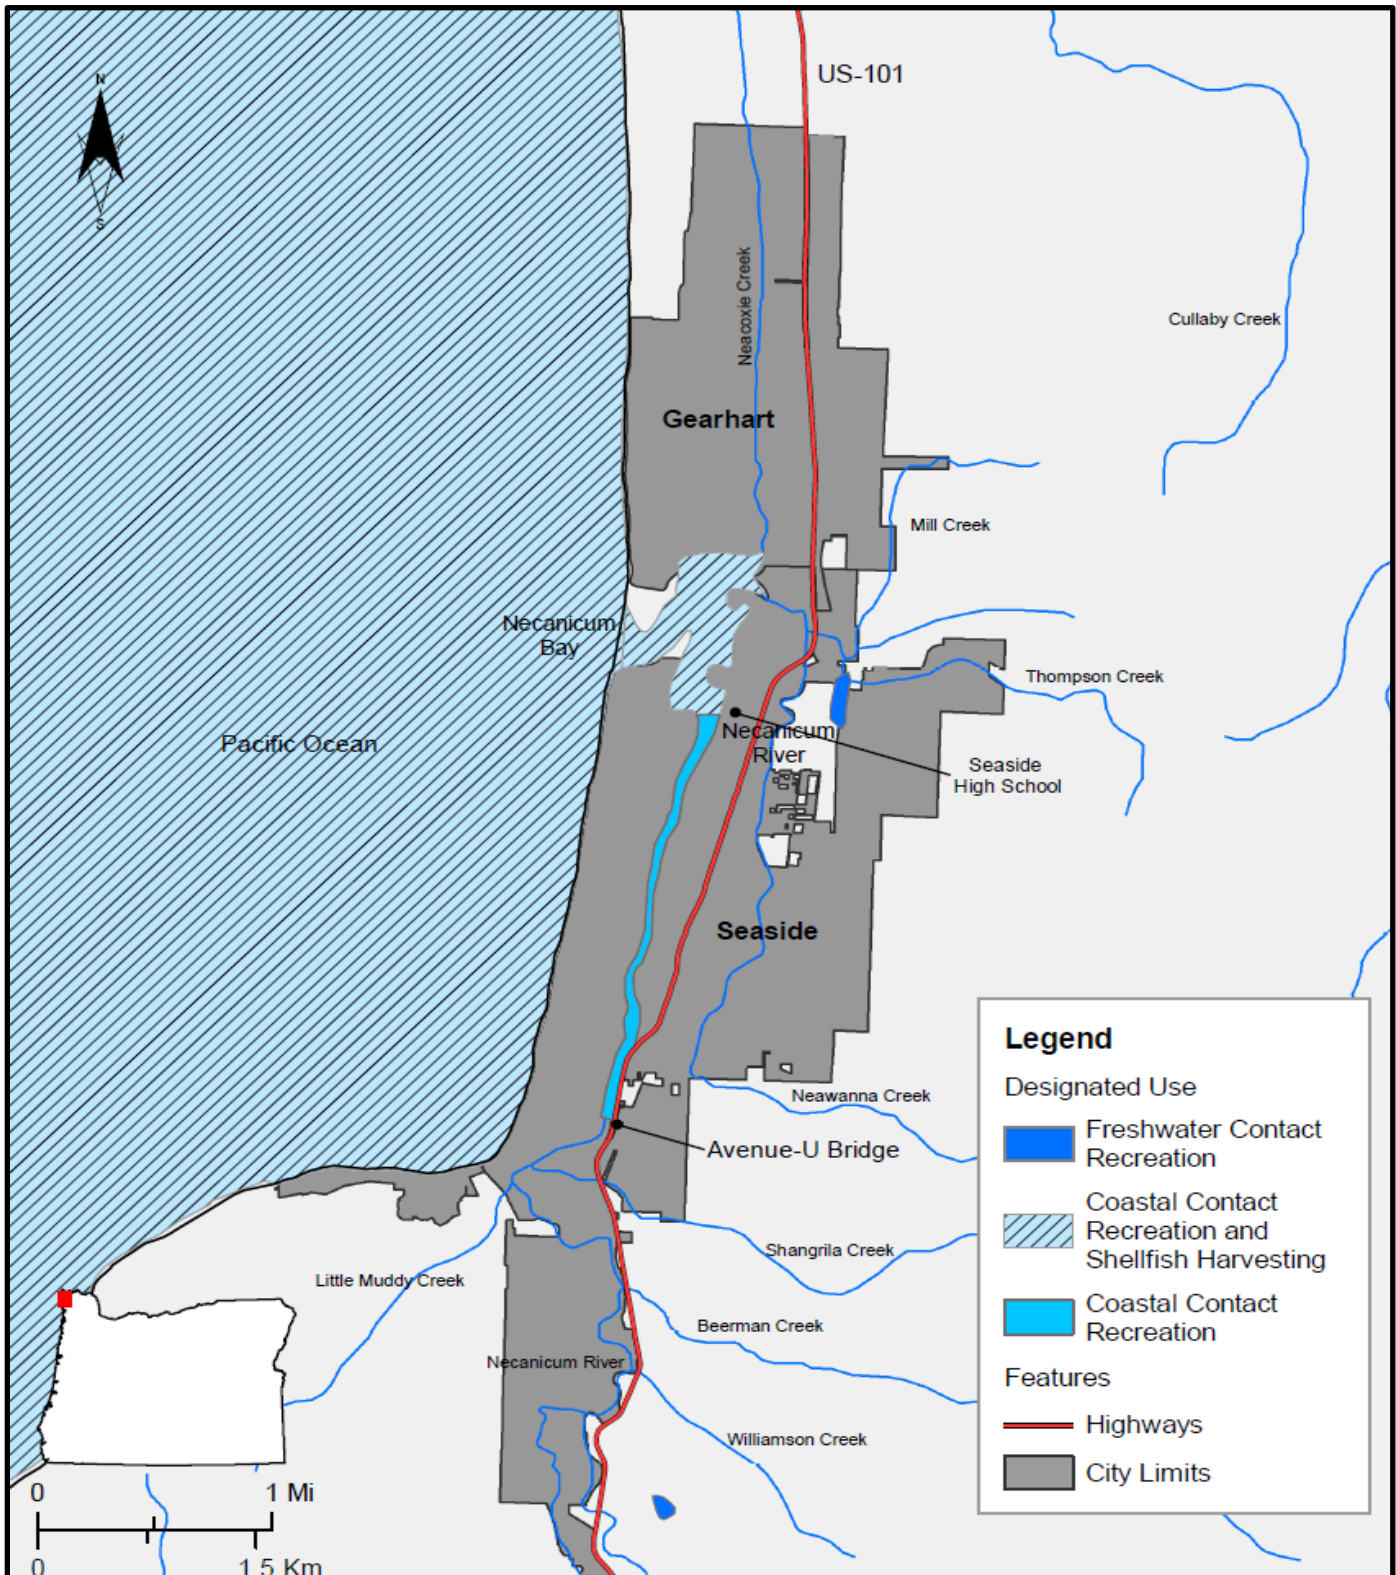 N
S
US-101
Neacoxie Creek
Cullaby Creek
Gearhart
Mill Creek
Necanicum
Bay
Thompson Creek
Pacific Ocean
Necanicum
River
Seaside
High School
Seaside
Neawanna Creek
Avenue-U Bridge
Shangrila Creek
Little Muddy Creek
Beerman Creek
Necanicum River
Williamson Creek
Legend
Designated Use
Freshwater Contact
Recreation
Coastal Contact
Recreation and
Shellfish Harvesting
Coastal Contact
Recreation
Features
Highways
City Limits
0 1 Mi
0 1.5 Km